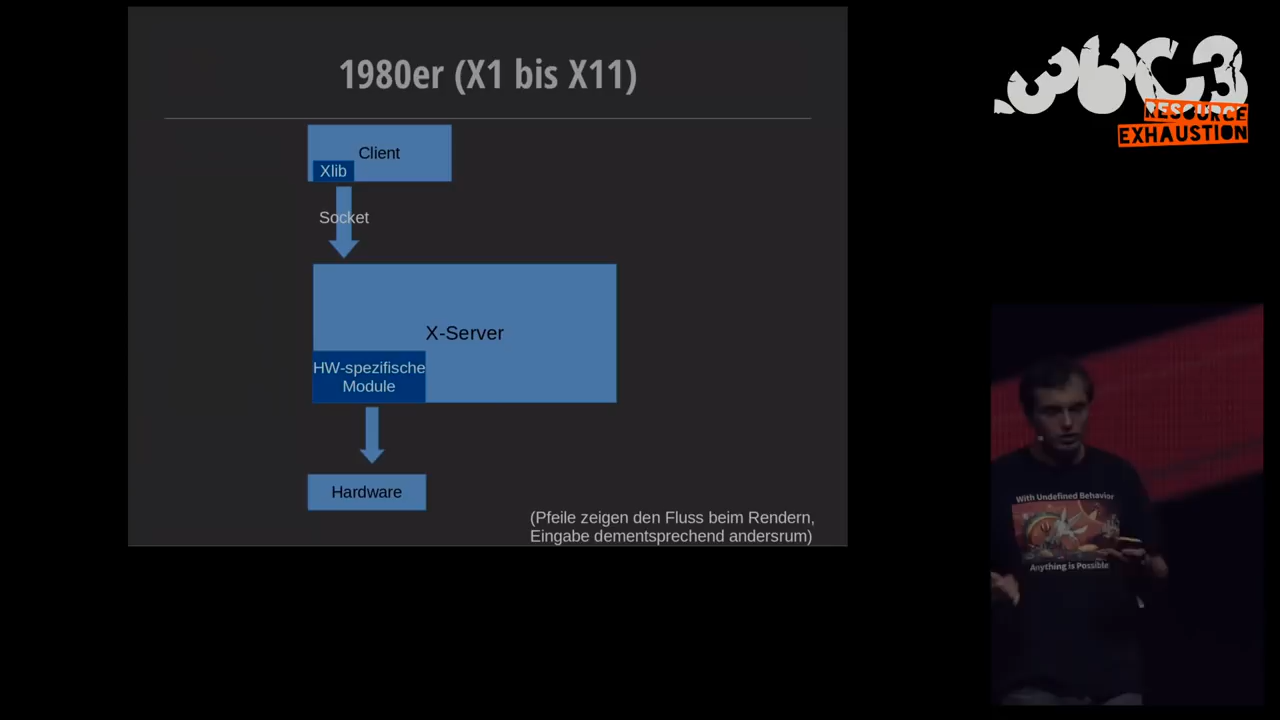 1980er (X1 bis X11)
Client
Xlib
Socket
X-Server
HW-spezifische
Module
Hardware
(Pfeile zeigen den Fluss beim Rendern,
Eingabe dementsprechend andersrum)
36C3
RESOURCE
EXHAUSTION
With Undefined Behavior
Anything is Possible